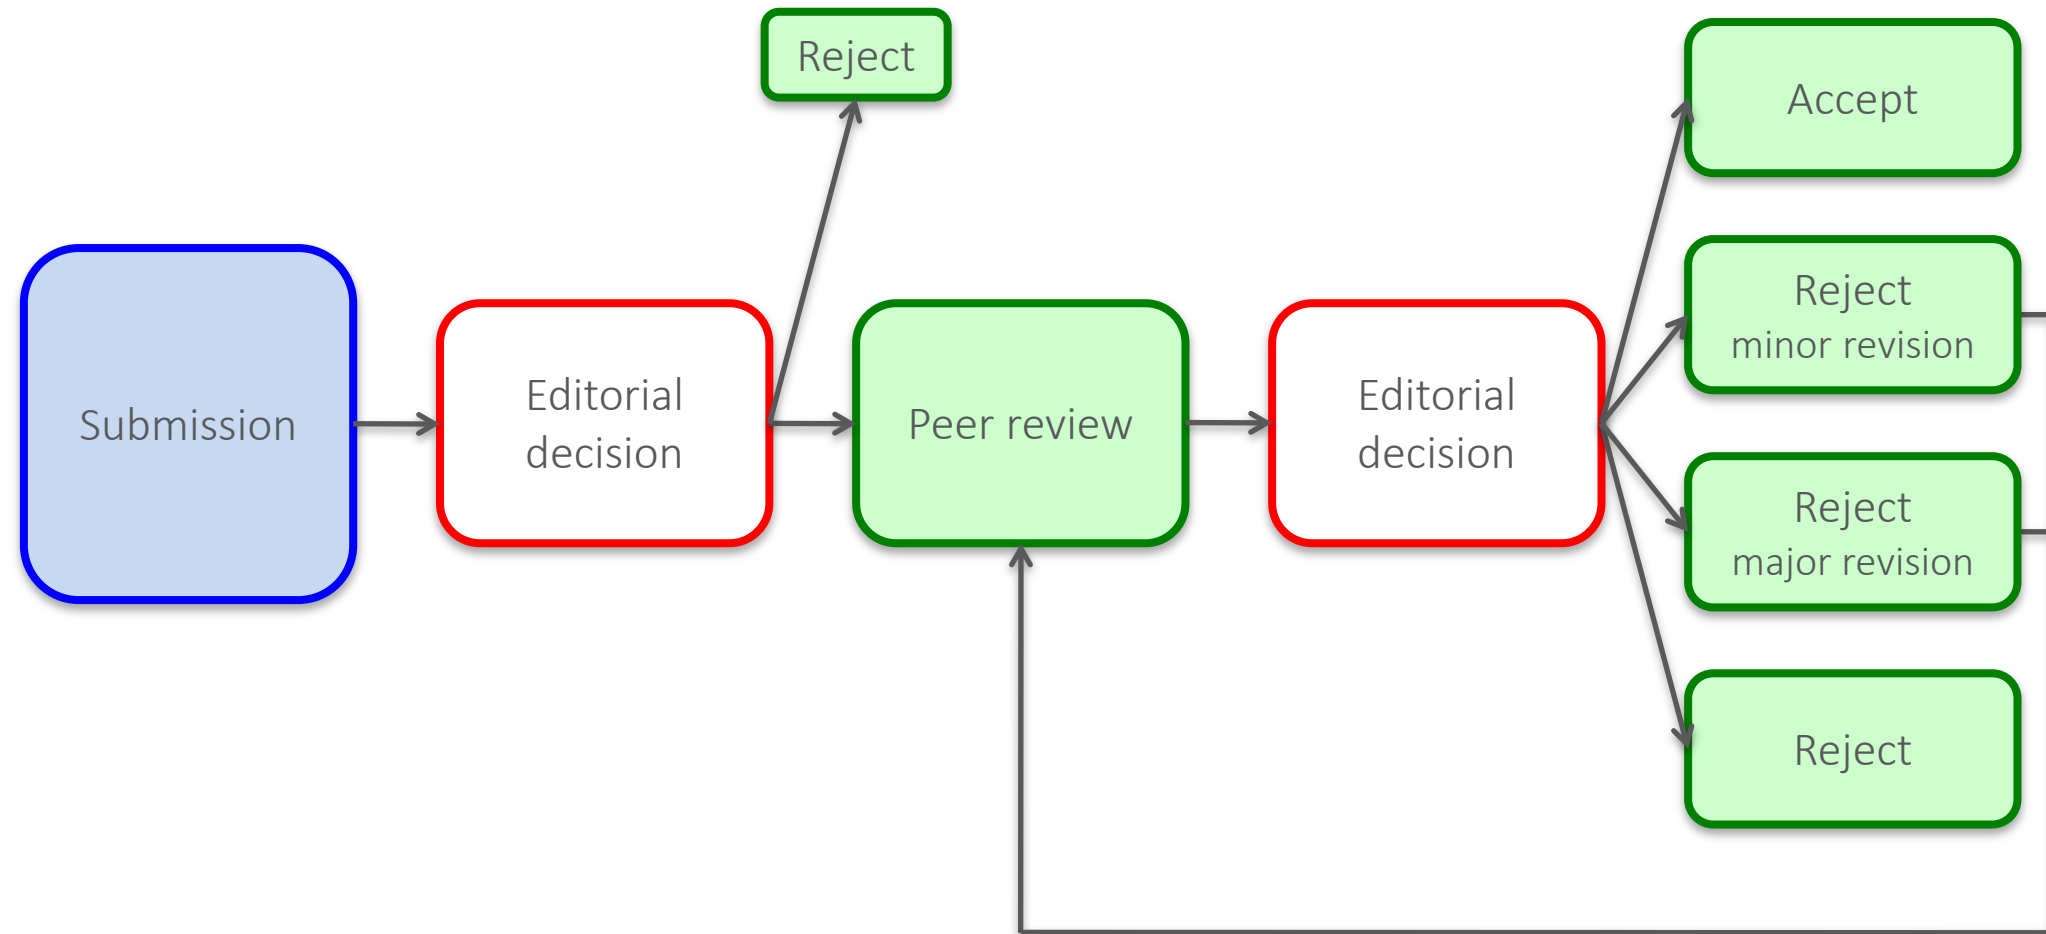 Reject
Submission
Editorial
decision
Peer review
Editorial
decision
Accept
Reject
minor revision
Reject
major revision
Reject